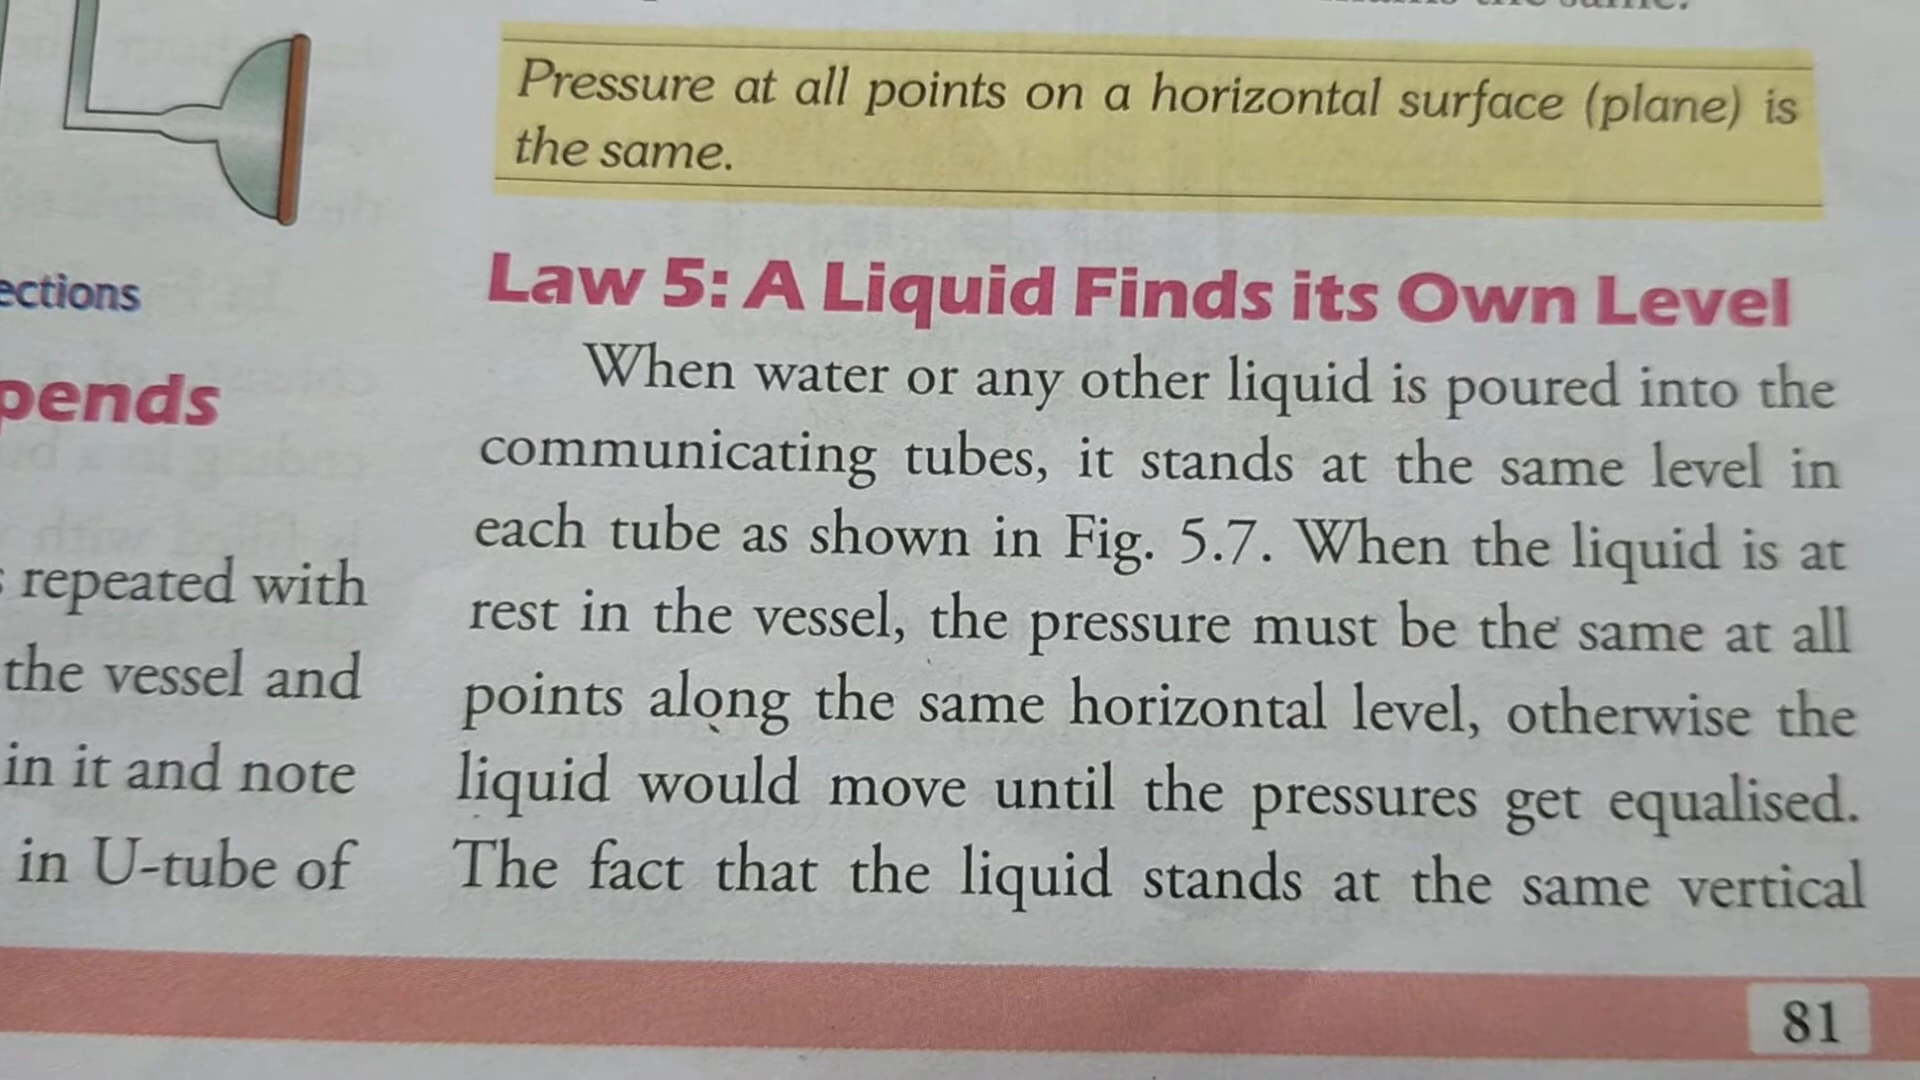 ections
pends
repeated with
the vessel and
in it and note
in U-tube of
Pressure at all points on a horizontal surface (plane) is
the same.
Law 5: A Liquid Finds its Own Level
When water or any other liquid is poured into the
communicating tubes, it stands at the same level in
each tube as shown in Fig. 5.7. When the liquid is at
rest in the vessel, the pressure must be the same at all
points along the same horizontal level, otherwise the
liquid would move until the pressures get equalised.
The fact that the liquid stands at the same vertical
81